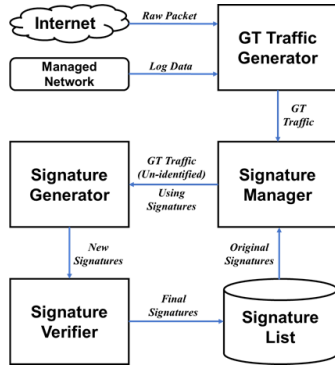 Internet
Raw Packet
GT Traffic
Generator
Managed
Network
Log Data
GT
Traffic
Signature
Generator
GT Traffic
(Un-identified)
Using
Signatures
Signature
Manager
New
Signatures
Original
Signatures
Signature
Verifier
Final
Signatures
Signature
List